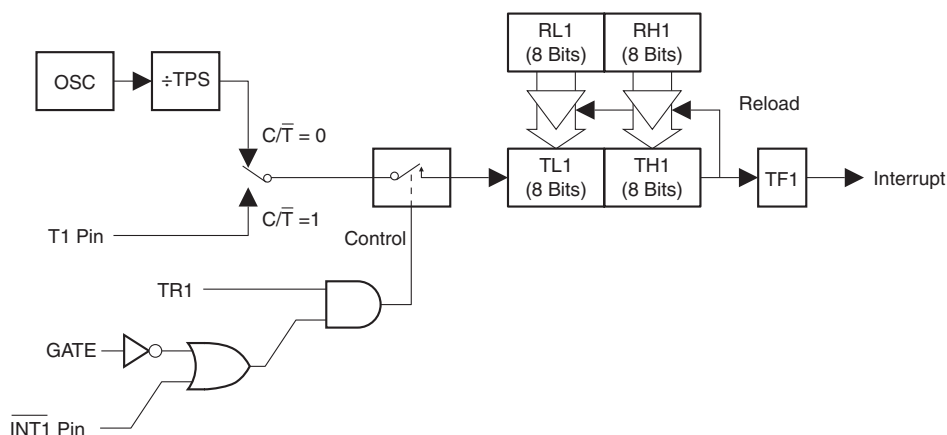 RL1
(8 Bits)
RH1
(8 Bits)
OSC
÷TPS
Reload
C/T̅ = 0
TL1
(8 Bits)
TH1
(8 Bits)
TF1
Interrupt
C/T̅ =1
T1 Pin
Control
TR1
GATE
I̅N̅T̅1̅ Pin